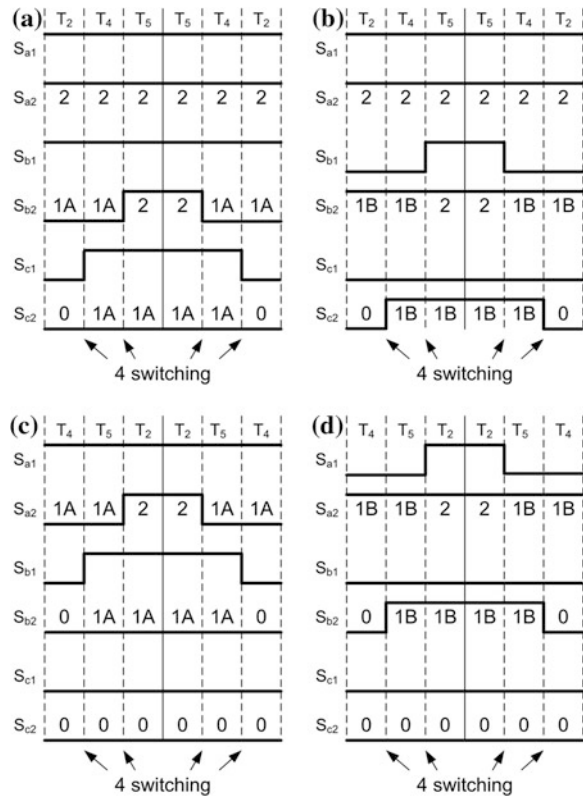 (a) T2 T4 T5 T5 T4 T2
Sa1
Sa2 2 2 2 2 2 2
Sb1
Sb2 1A 1A 2 2 1A 1A
Sc1
Sc2 0 1A 1A 1A 1A 0
4 switching
(b) T2 T4 T5 T5 T4 T2
Sa1
Sa2 2 2 2 2 2 2
Sb1
Sb2 1B 1B 2 2 1B 1B
Sc1
Sc2 0 1B 1B 1B 1B 0
4 switching
(c) T4 T5 T2 T2 T5 T4
Sa1
Sa2 1A 1A 2 2 1A 1A
Sb1
Sb2 0 1A 1A 1A 1A 0
Sc1
Sc2 0 0 0 0 0 0
4 switching
(d) T4 T5 T2 T2 T5 T4
Sa1
Sa2 1B 1B 2 2 1B 1B
Sb1
Sb2 0 1B 1B 1B 1B 0
Sc1
Sc2 0 0 0 0 0 0
4 switching